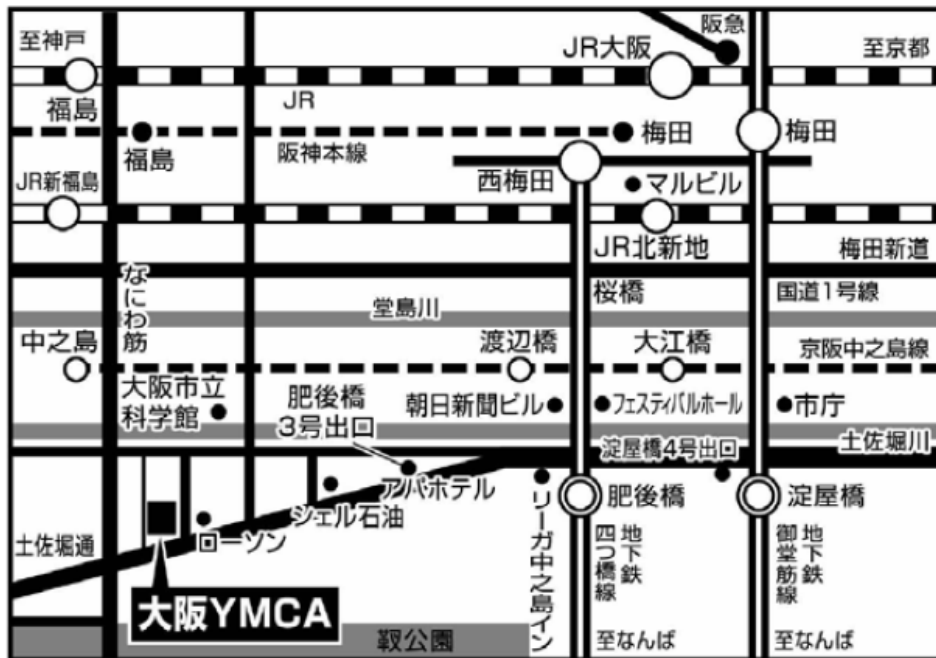 阪急
至神戸
JR大阪
至京都
福島
JR
梅田
梅田
福島
阪神本線
JR新福島
西梅田
マルビル
JR北新地
梅田新道
なにわ筋
桜橋
国道1号線
堂島川
中之島
渡辺橋
大江橋
京阪中之島線
大阪市立
科学館
肥後橋
3号出口
朝日新聞ビル
フェスティバルホール
市庁
土佐堀川
淀屋橋4号出口
アパホテル
肥後橋
淀屋橋
シェル石油
ローソン
土佐堀通
リーガ中之島イン
地下鉄
四つ橋線
地下鉄
御堂筋線
大阪YMCA
靱公園
至なんば
至なんば